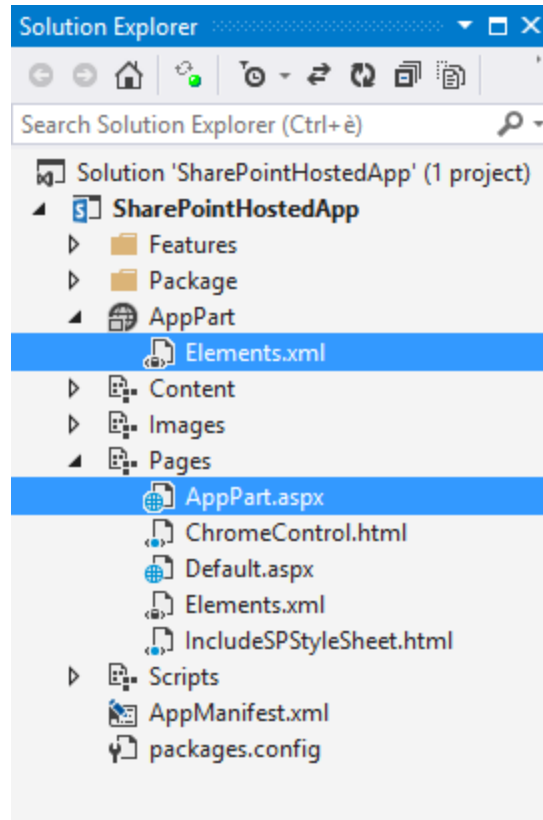 Solution Explorer
Search Solution Explorer (Ctrl+è)
Solution 'SharePointHostedApp' (1 project)
SharePointHostedApp
Features
Package
AppPart
Elements.xml
Content
Images
Pages
AppPart.aspx
ChromeControl.html
Default.aspx
Elements.xml
IncludeSPStyleSheet.html
Scripts
AppManifest.xml
packages.config